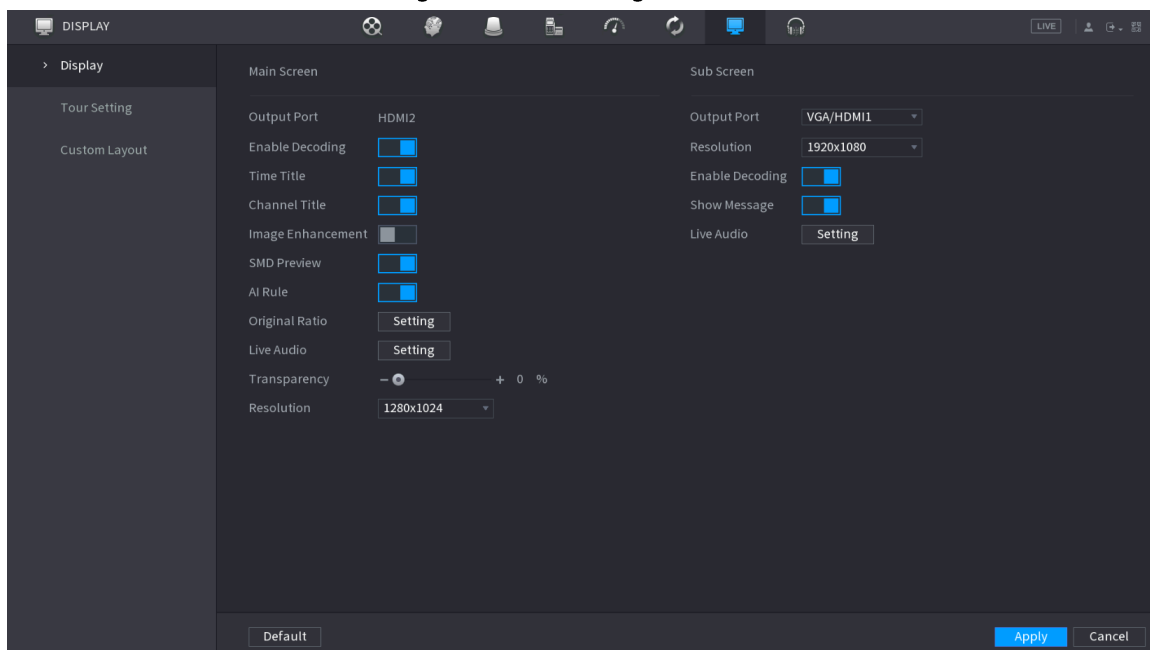 DISPLAY
LIVE
Display
Tour Setting
Custom Layout
Main Screen
Output Port HDMI2
Enable Decoding
Time Title
Channel Title
Image Enhancement
SMD Preview
AI Rule
Original Ratio Setting
Live Audio Setting
Transparency − + 0 %
Resolution 1280x1024
Sub Screen
Output Port VGA/HDMI1
Resolution 1920x1080
Enable Decoding
Show Message
Live Audio Setting
Default
Apply Cancel